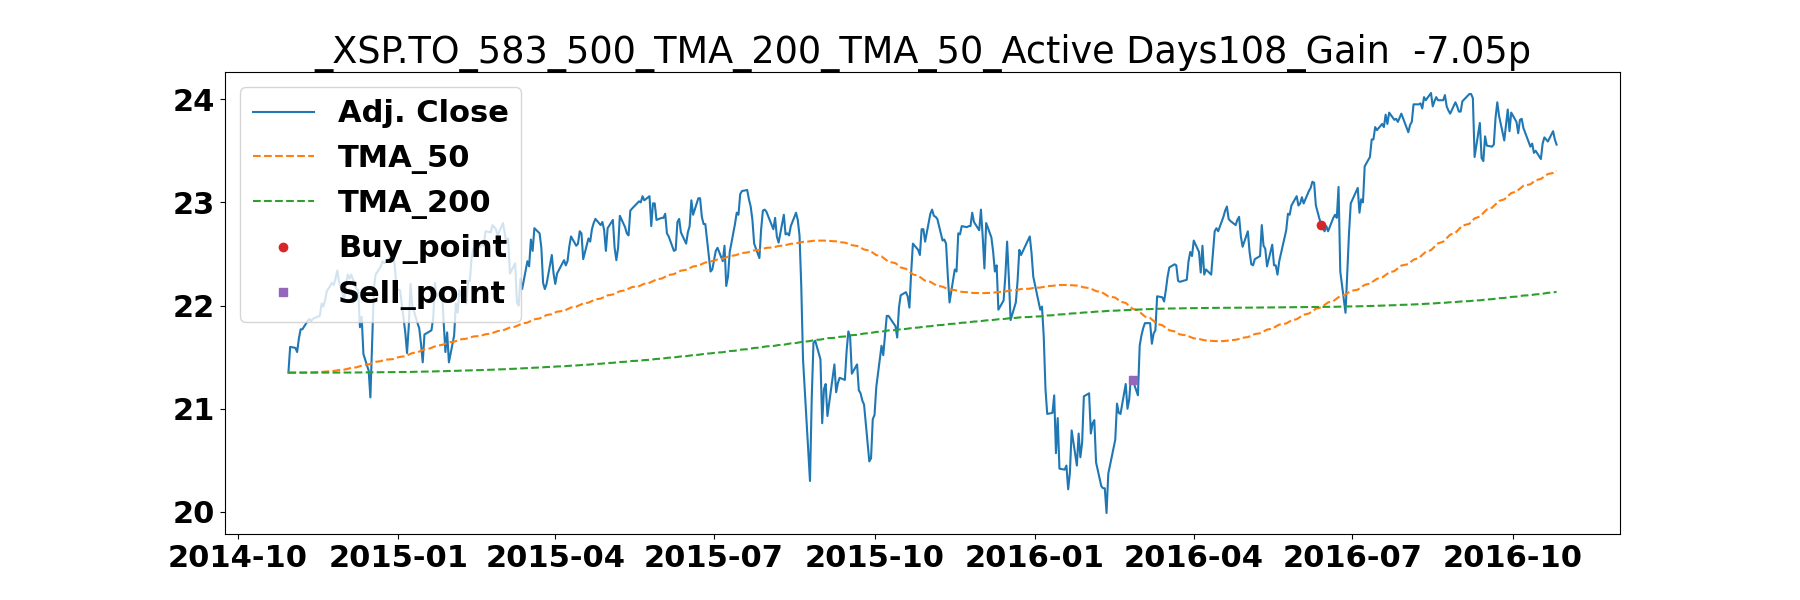 _XSP.TO_583_500_TMA_200_TMA_50_Active Days108_Gain  -7.05p
24
23
22
21
20
Adj. Close
TMA_50
TMA_200
Buy_point
Sell_point
2014-10 2015-01 2015-04 2015-07 2015-10 2016-01 2016-04 2016-07 2016-10